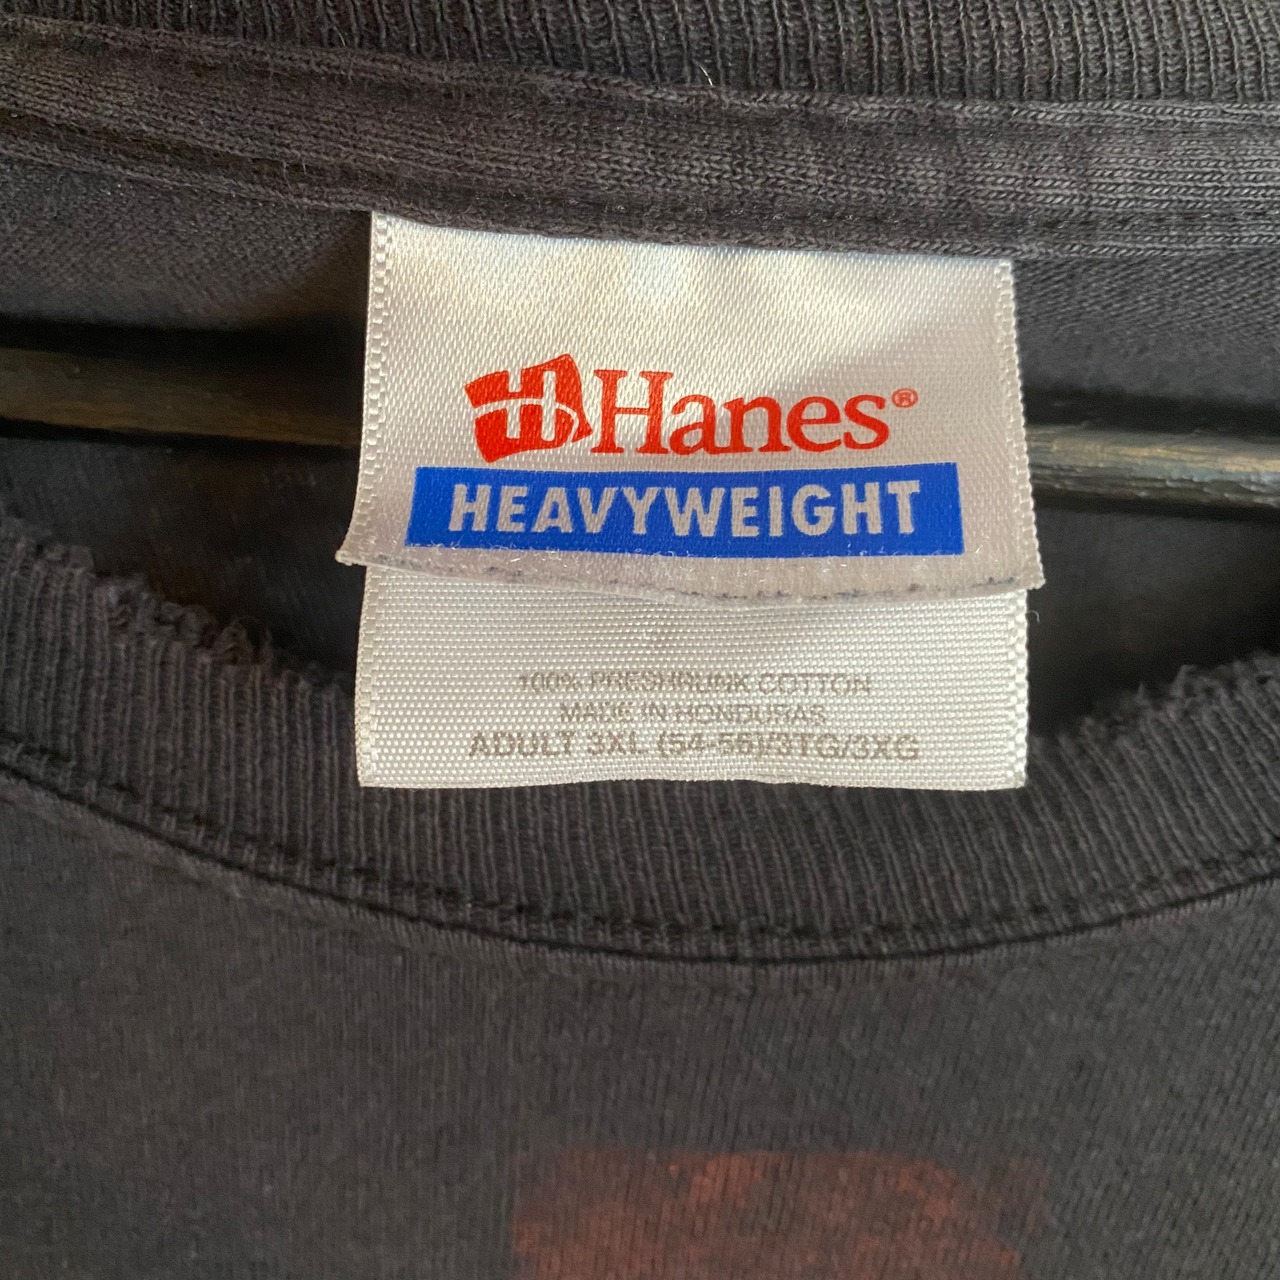 Hanes®
HEAVYWEIGHT
100% PRESHRUNK COTTON
MADE IN HONDURAS
ADULT 3XL (54-56)/3TG/3XG